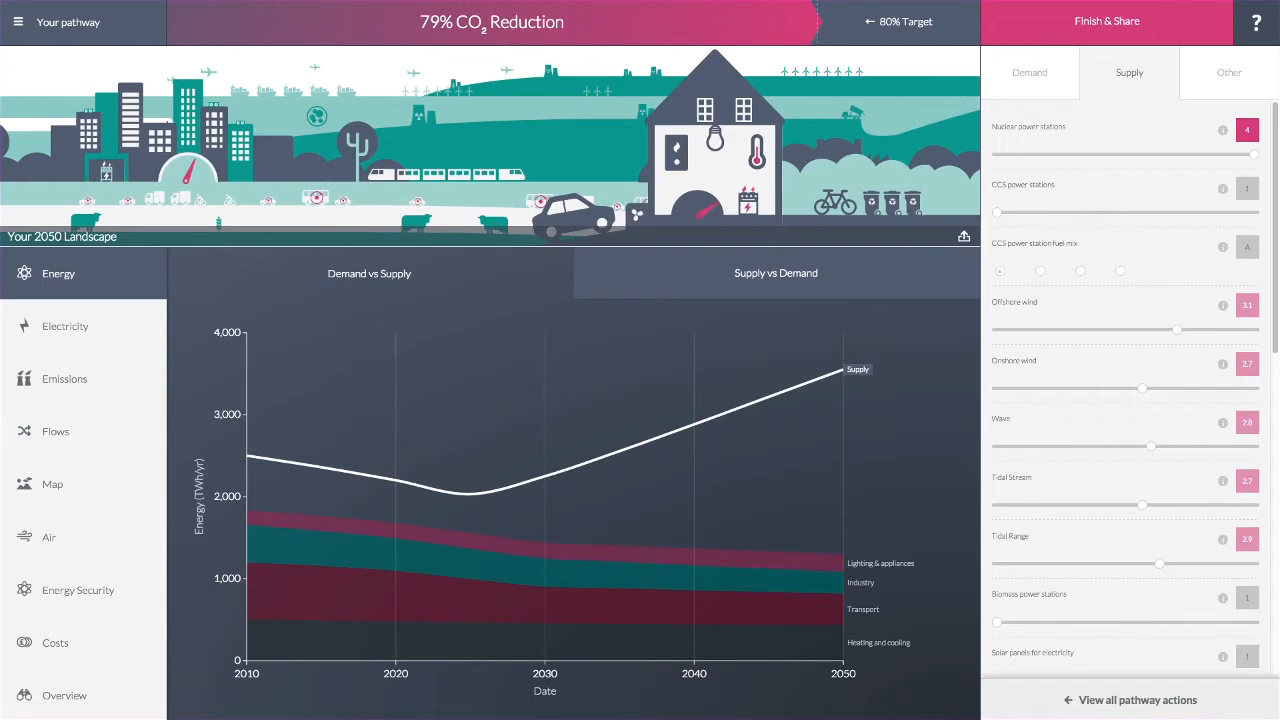 Your pathway
79% CO2 Reduction
← 80% Target
Finish & Share
?
Demand
Supply
Other
Your 2050 Landscape
Energy
Electricity
Emissions
Flows
Map
Air
Energy Security
Costs
Overview
Demand vs Supply
Supply vs Demand
4,000
3,000
2,000
1,000
0
Energy (TWh/yr)
2010
2020
2030
2040
2050
Date
Supply
Lighting & appliances
Industry
Transport
Heating and cooling
Nuclear power stations
i
4
CCS power stations
i
1
CCS power station fuel mix
i
A
Offshore wind
i
3.1
Onshore wind
i
2.7
Wave
i
2.8
Tidal Stream
i
2.7
Tidal Range
i
2.9
Biomass power stations
i
1
Solar panels for electricity
i
1
← View all pathway actions